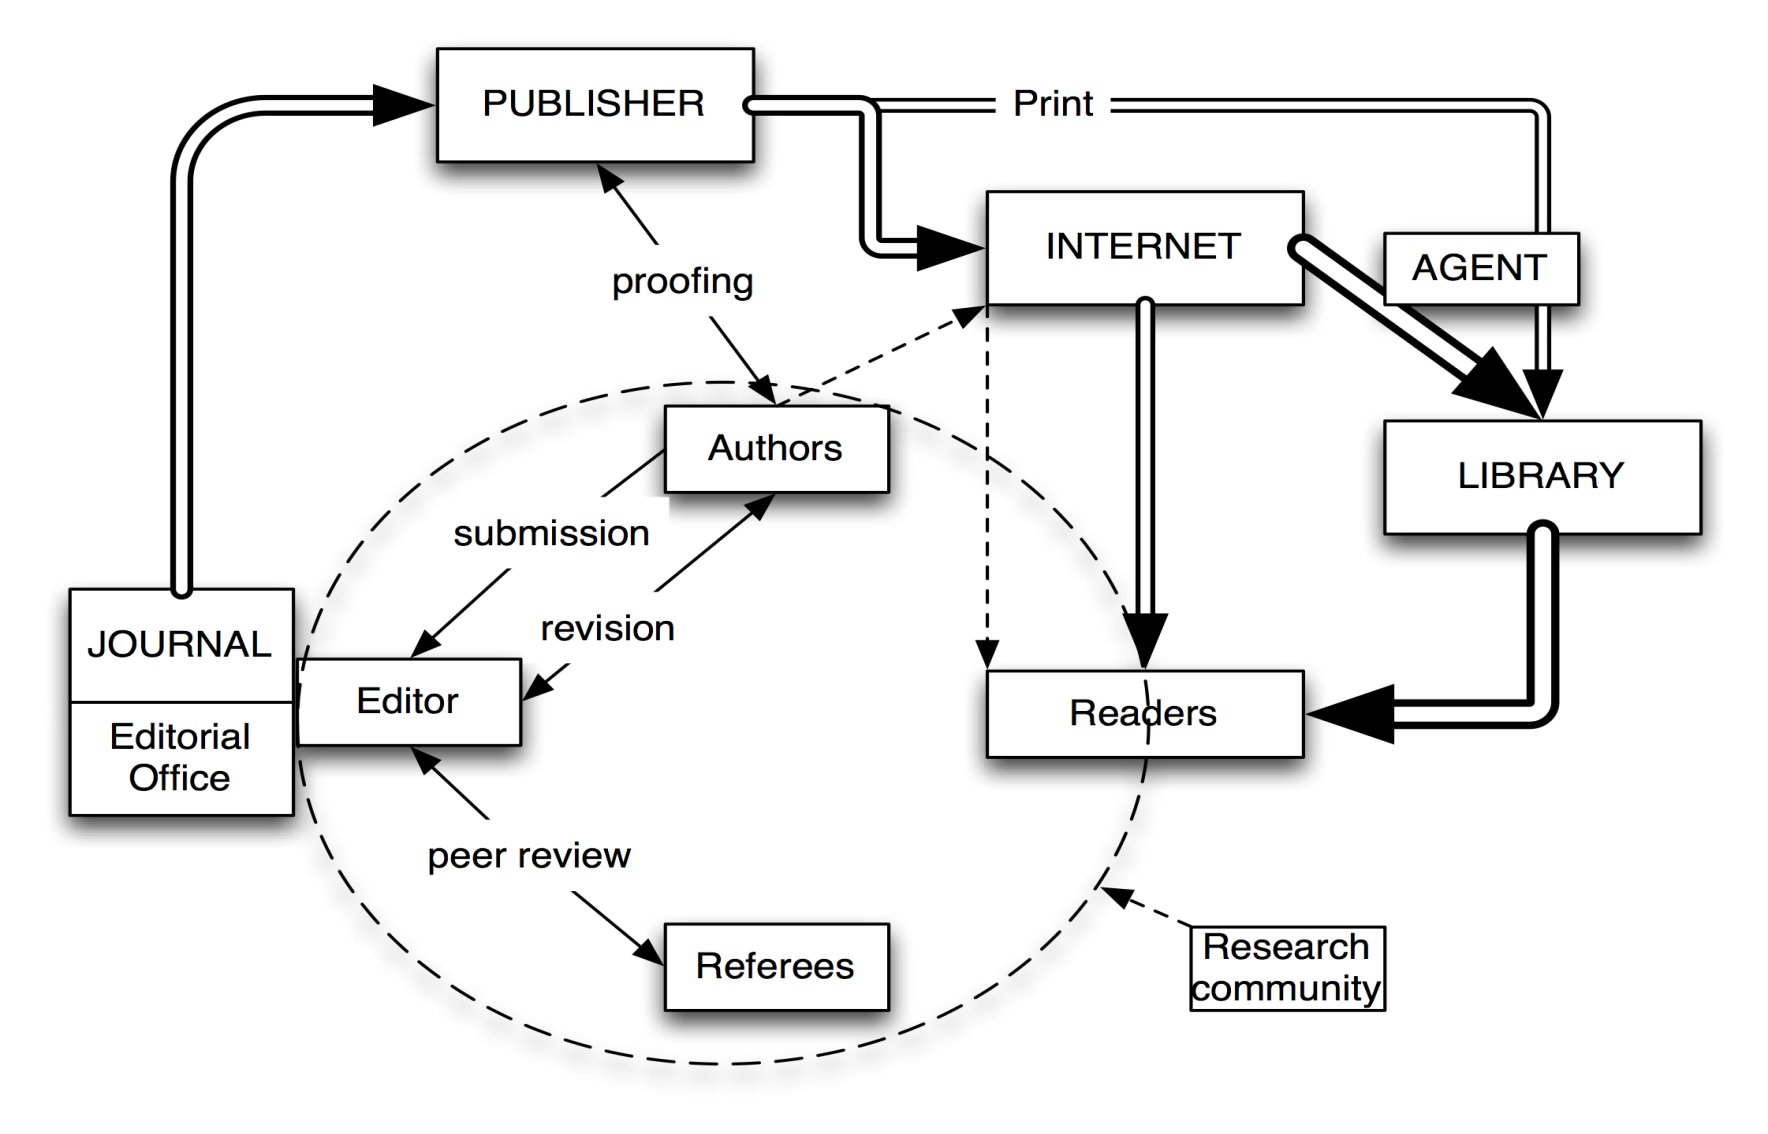 PUBLISHER
Print
INTERNET
AGENT
proofing
Authors
LIBRARY
submission
revision
JOURNAL
Editorial
Office
Editor
Readers
peer review
Referees
Research
community